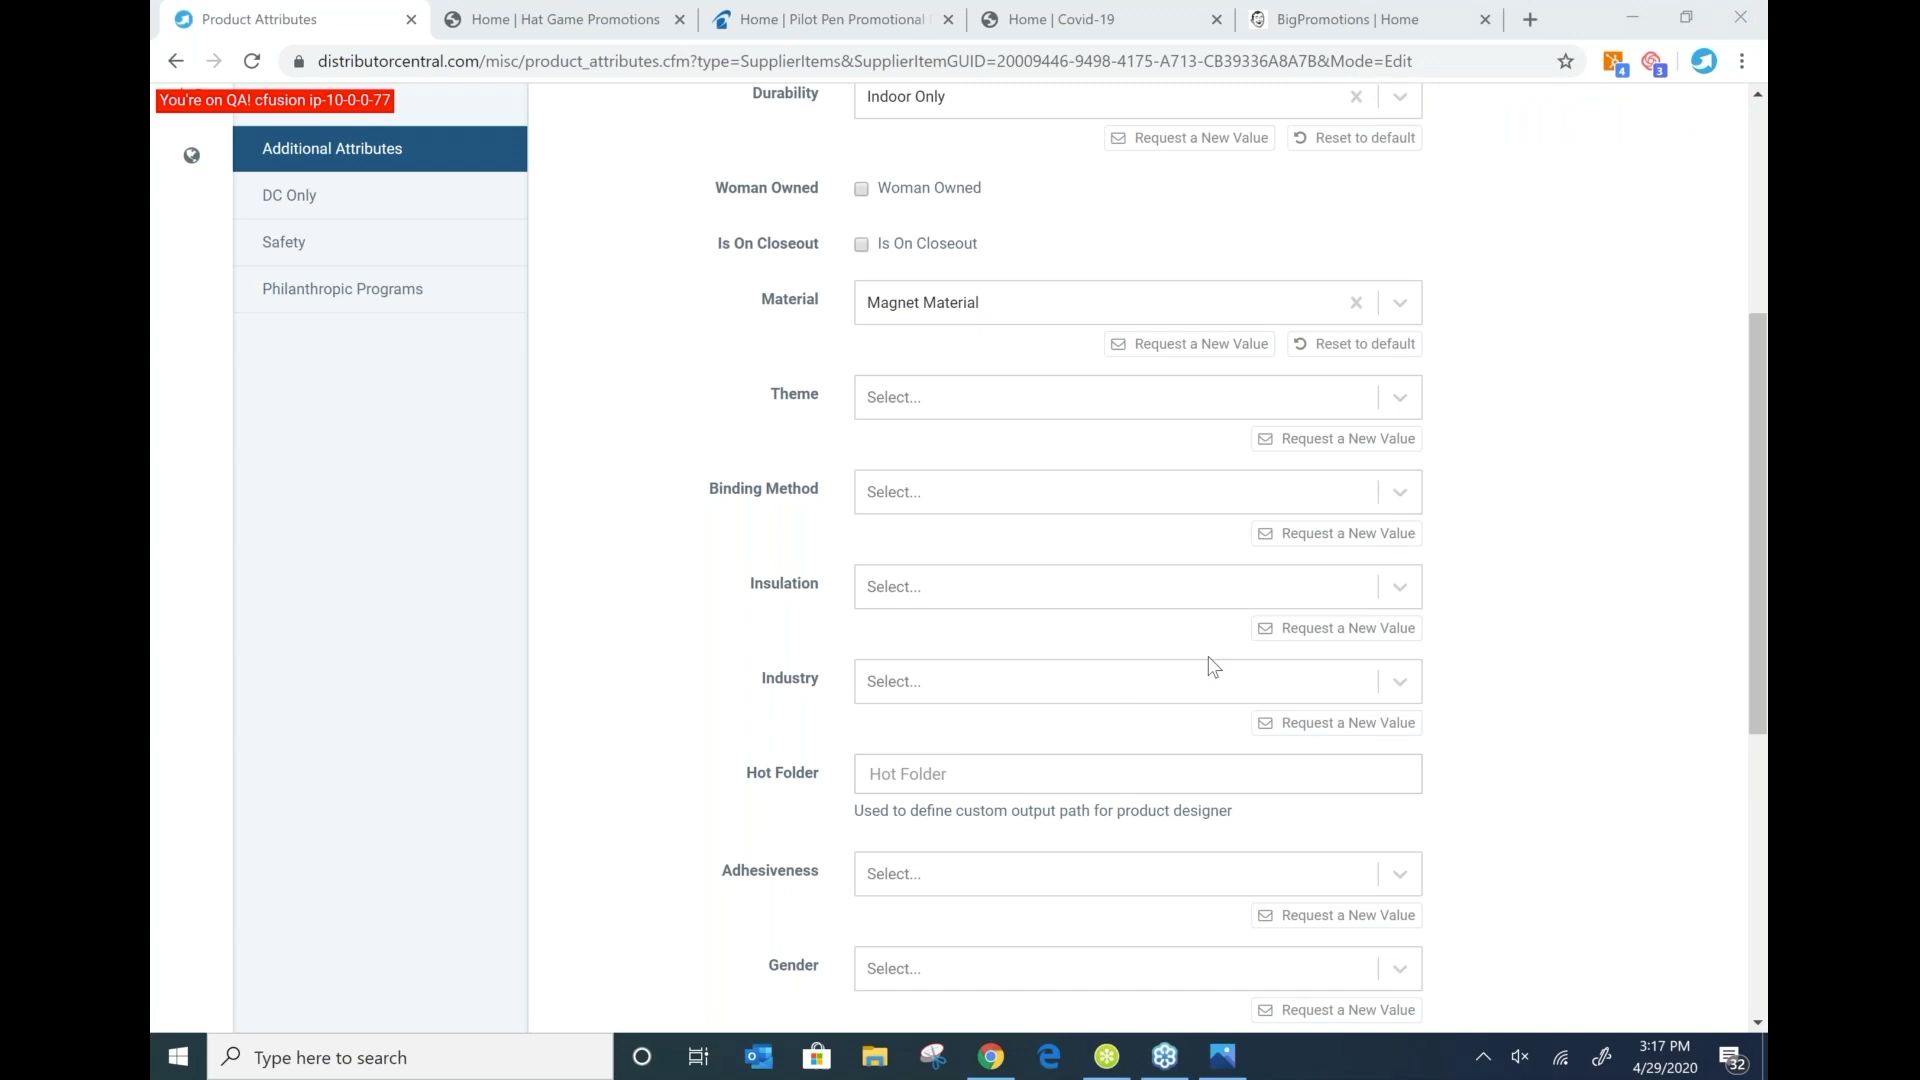 Product Attributes
Home | Hat Game Promotions
Home | Pilot Pen Promotional
Home | Covid-19
BigPromotions | Home
distributorcentral.com/misc/product_attributes.cfm?type=SupplierItems&SupplierItemGUID=20009446-9498-4175-A713-CB39336A8A7B&Mode=Edit
4
3
You're on QA! cfusion ip-10-0-0-77
Additional Attributes
DC Only
Safety
Philanthropic Programs
Durability
Indoor Only
Request a New Value
Reset to default
Woman Owned
Woman Owned
Is On Closeout
Is On Closeout
Material
Magnet Material
Request a New Value
Reset to default
Theme
Select...
Request a New Value
Binding Method
Select...
Request a New Value
Insulation
Select...
Request a New Value
Industry
Select...
Request a New Value
Hot Folder
Hot Folder
Used to define custom output path for product designer
Adhesiveness
Select...
Request a New Value
Gender
Select...
Request a New Value
Type here to search
3:17 PM
4/29/2020
32